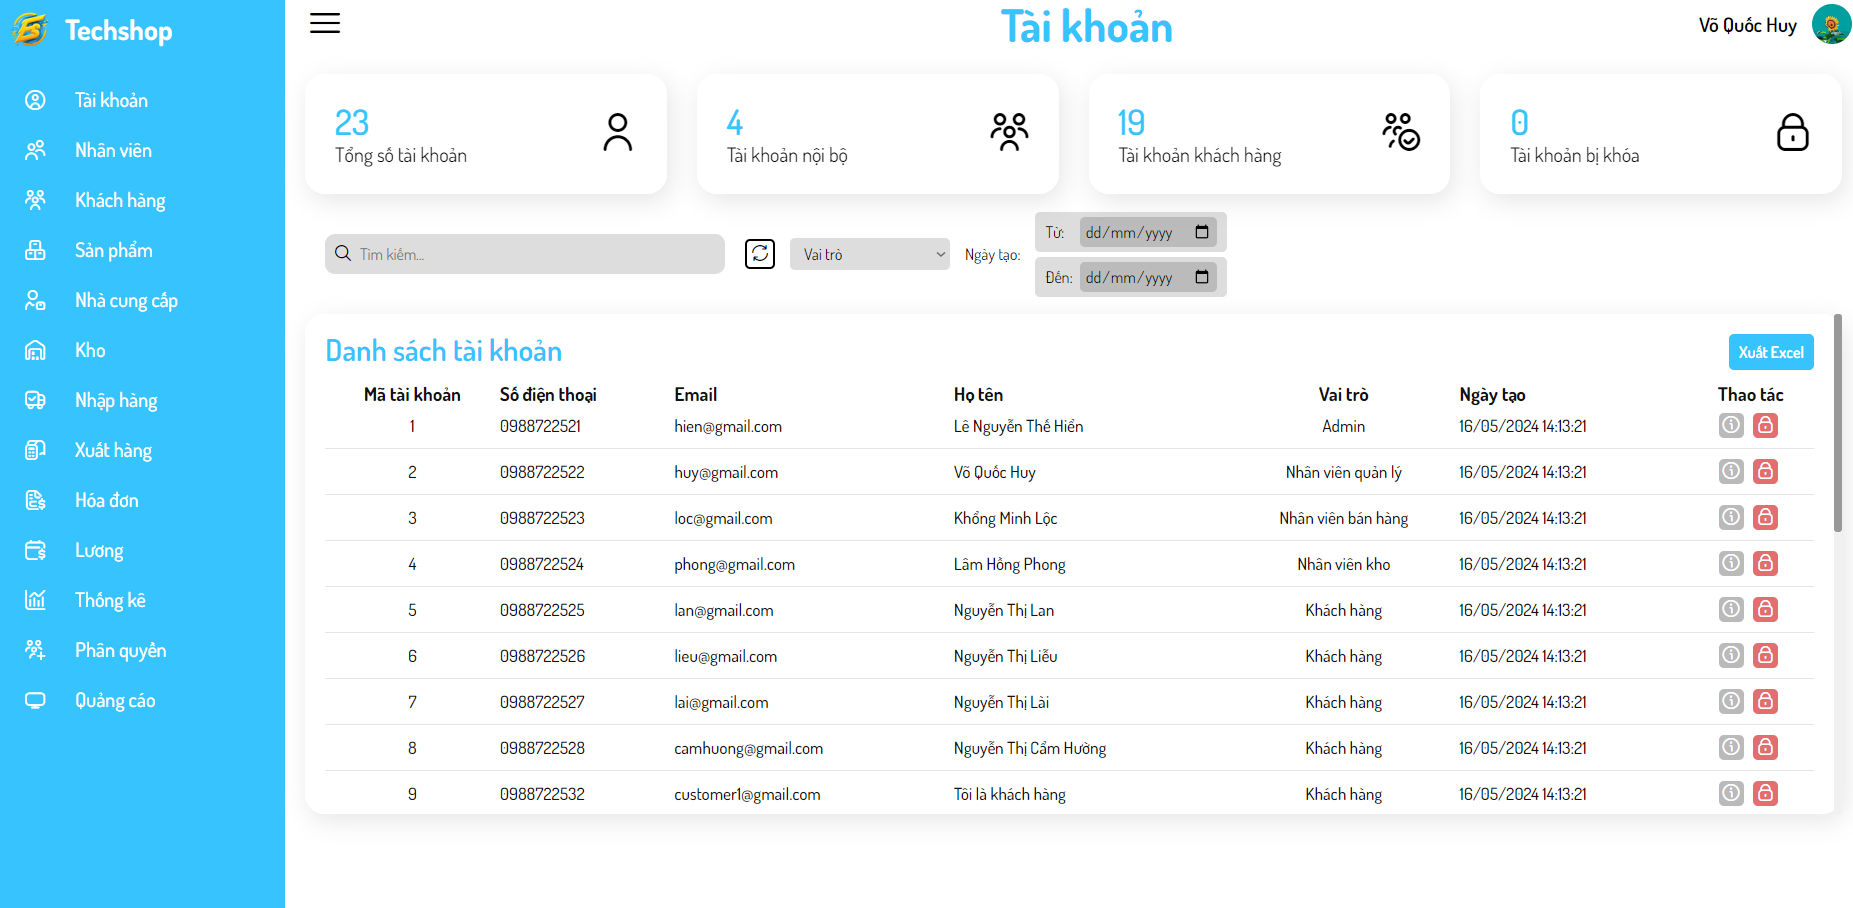 Techshop
Tài khoản
Nhân viên
Khách hàng
Sản phẩm
Nhà cung cấp
Kho
Nhập hàng
Xuất hàng
Hóa đơn
Lương
Thống kê
Phân quyền
Quảng cáo
Tài khoản
Võ Quốc Huy
23
Tổng số tài khoản
4
Tài khoản nội bộ
19
Tài khoản khách hàng
0
Tài khoản bị khóa
Tìm kiếm...
Vai trò
Ngày tạo:
Từ: dd/mm/yyyy
Đến: dd/mm/yyyy
Danh sách tài khoản
Xuất Excel
Mã tài khoản Số điện thoại Email Họ tên Vai trò Ngày tạo Thao tác
1 0988722521 hien@gmail.com Lê Nguyễn Thế Hiển Admin 16/05/2024 14:13:21
2 0988722522 huy@gmail.com Võ Quốc Huy Nhân viên quản lý 16/05/2024 14:13:21
3 0988722523 loc@gmail.com Khổng Minh Lộc Nhân viên bán hàng 16/05/2024 14:13:21
4 0988722524 phong@gmail.com Lâm Hồng Phong Nhân viên kho 16/05/2024 14:13:21
5 0988722525 lan@gmail.com Nguyễn Thị Lan Khách hàng 16/05/2024 14:13:21
6 0988722526 lieu@gmail.com Nguyễn Thị Liễu Khách hàng 16/05/2024 14:13:21
7 0988722527 lai@gmail.com Nguyễn Thị Lài Khách hàng 16/05/2024 14:13:21
8 0988722528 camhuong@gmail.com Nguyễn Thị Cẩm Hường Khách hàng 16/05/2024 14:13:21
9 0988722532 customer1@gmail.com Tôi là khách hàng Khách hàng 16/05/2024 14:13:21